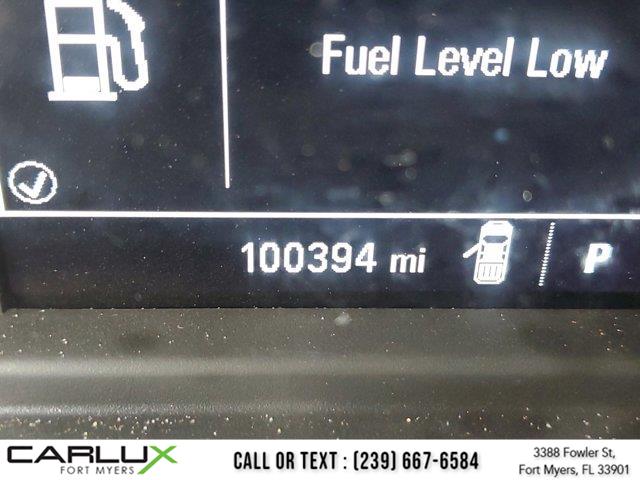 Fuel Level Low
100394 mi P
CARLUX
FORT MYERS
CALL OR TEXT : (239) 667-6584
3388 Fowler St,
Fort Myers, FL 33901